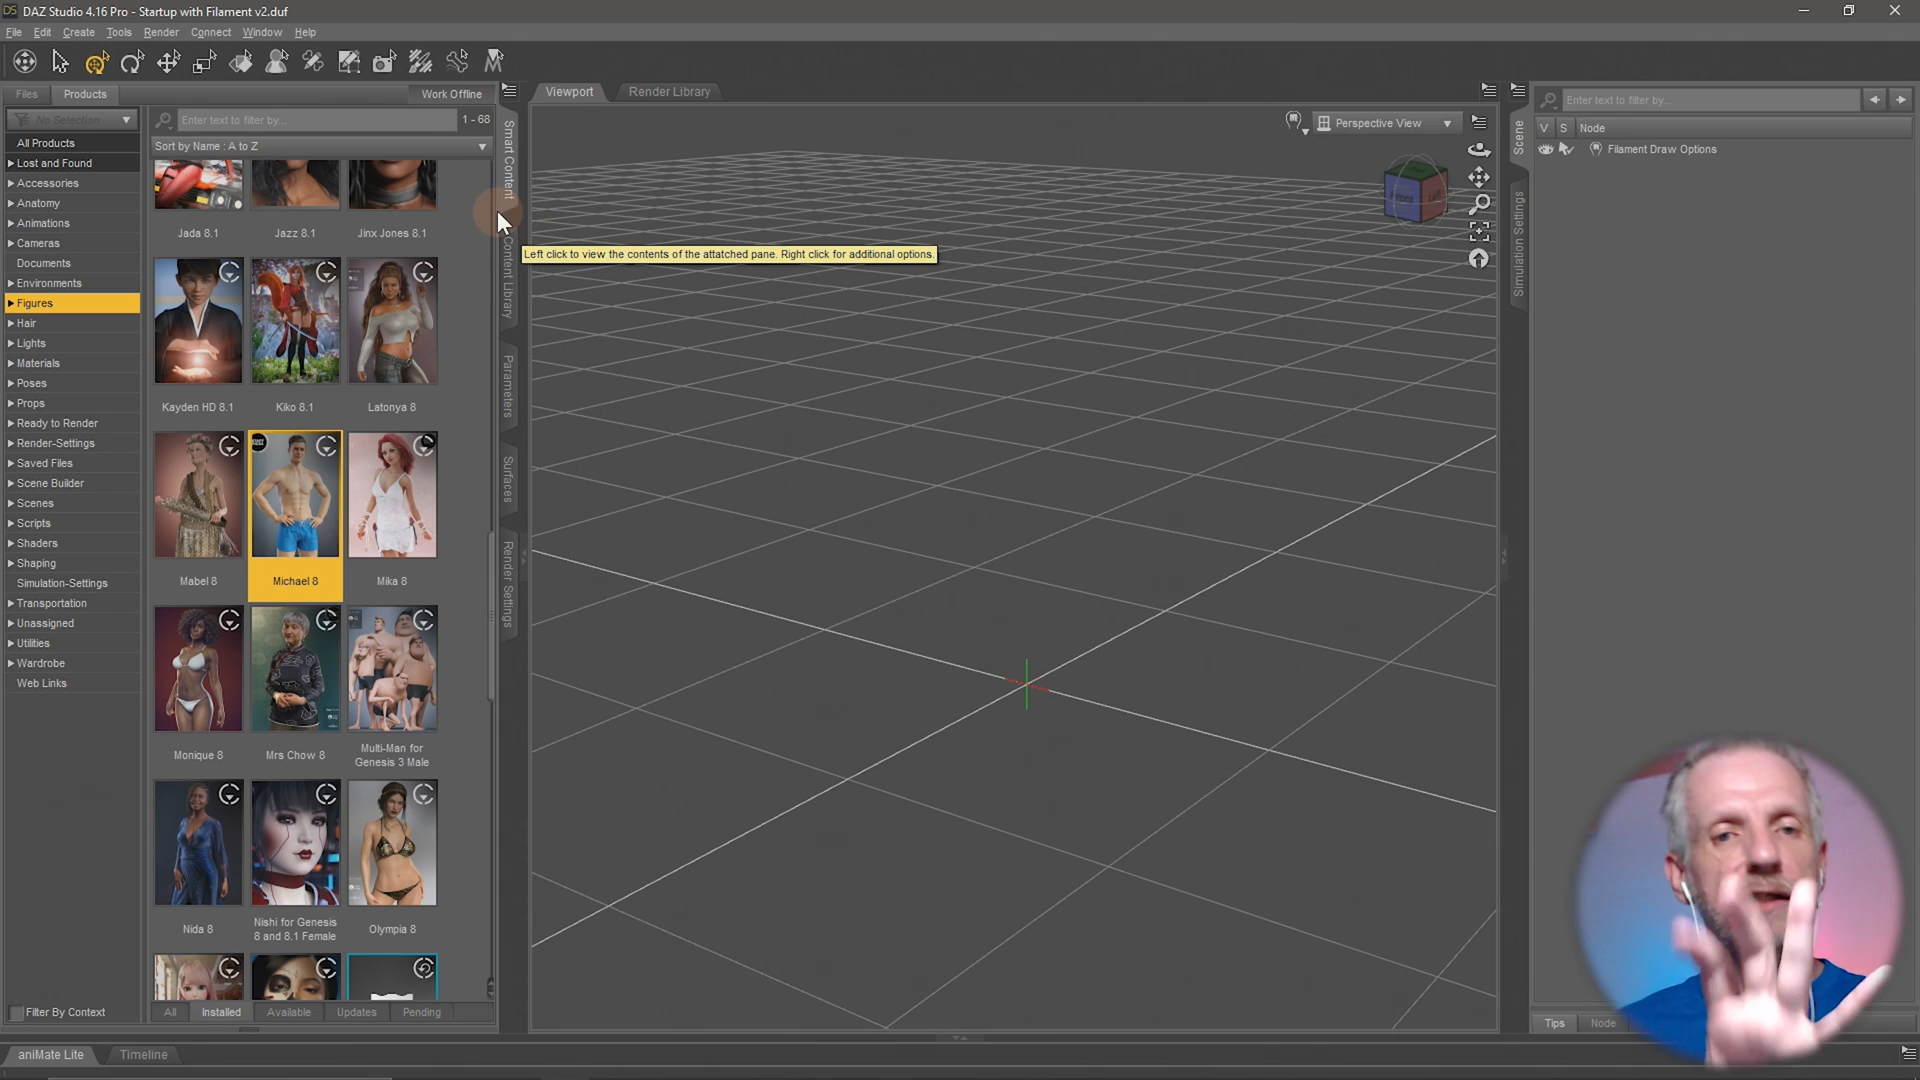 DAZ Studio 4.16 Pro - Startup with Filament v2.duf
File Edit Create Tools Render Connect Window Help
Files Products Work Offline
Viewport Render Library
No Selection
Enter text to filter by...
1 - 68
Sort by Name : A to Z
All Products
Lost and Found
Accessories
Anatomy
Animations
Cameras
Documents
Environments
Figures
Hair
Lights
Materials
Poses
Props
Ready to Render
Render-Settings
Saved Files
Scene Builder
Scenes
Scripts
Shaders
Shaping
Simulation-Settings
Transportation
Unassigned
Utilities
Wardrobe
Web Links
Filter By Context
Jada 8.1
Jazz 8.1
Jinx Jones 8.1
Kayden HD 8.1
Kiko 8.1
Latonya 8
Mabel 8
Michael 8
Mika 8
Monique 8
Mrs Chow 8
Multi-Man for
Genesis 3 Male
Nida 8
Nishi for Genesis
8 and 8.1 Female
Olympia 8
All Installed Available Updates Pending
Smart Content
Content Library
Parameters
Surfaces
Render Settings
Left click to view the contents of the attatched pane. Right click for additional options.
Perspective View
Scene
Simulation Settings
Enter text to filter by...
V S Node
Filament Draw Options
Tips Node
aniMate Lite Timeline